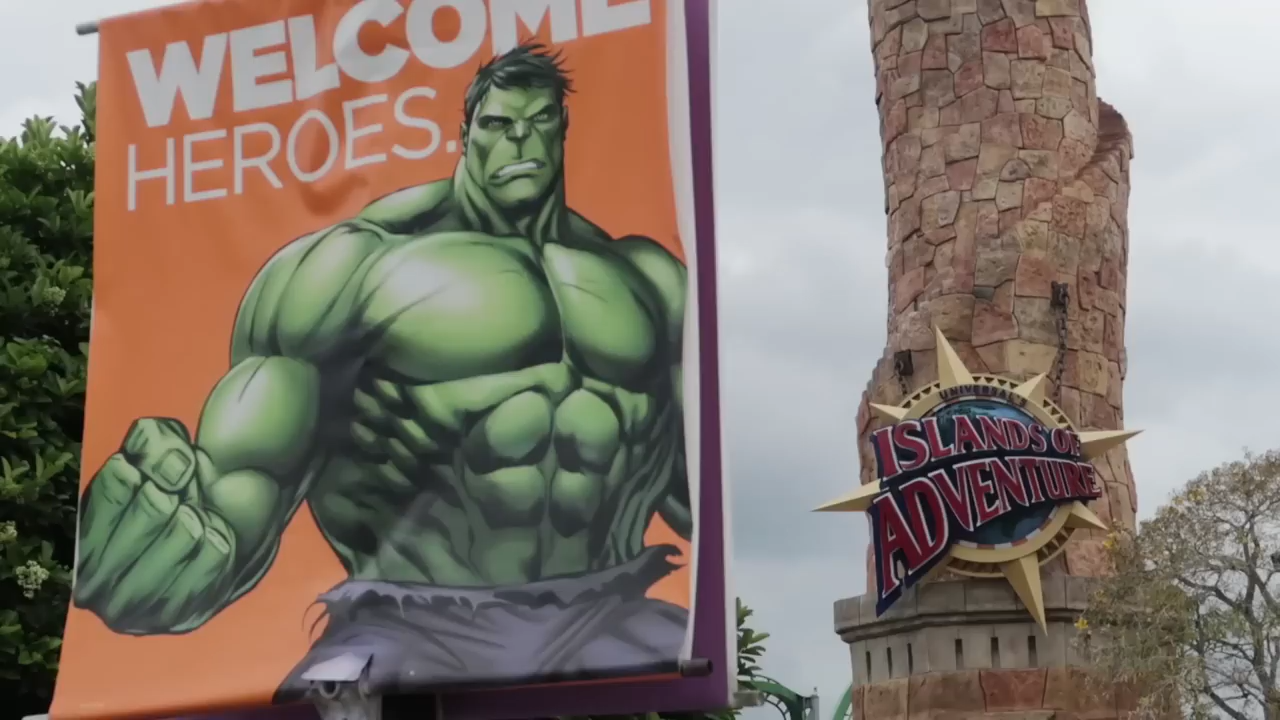 WELCOME
HEROES.
UNIVERSAL'S
ISLANDS OF
ADVENTURE